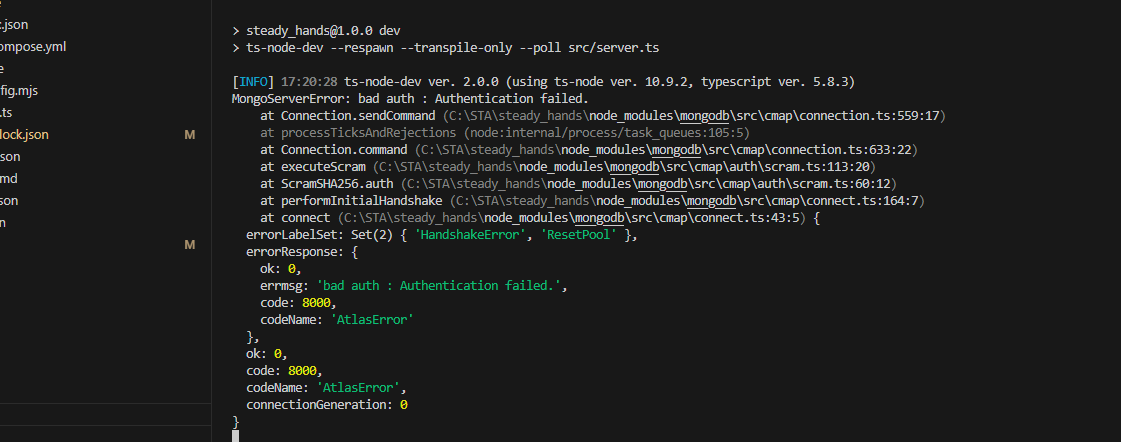 .json
ompose.yml
e
fig.mjs
.ts
lock.json M
son
md
son
n
M
> steady_hands@1.0.0 dev
> ts-node-dev --respawn --transpile-only --poll src/server.ts
[INFO] 17:20:28 ts-node-dev ver. 2.0.0 (using ts-node ver. 10.9.2, typescript ver. 5.8.3)
MongoServerError: bad auth : Authentication failed.
at Connection.sendCommand (C:\STA\steady_hands\node_modules\mongodb\src\cmap\connection.ts:559:17)
at processTicksAndRejections (node:internal/process/task_queues:105:5)
at Connection.command (C:\STA\steady_hands\node_modules\mongodb\src\cmap\connection.ts:633:22)
at executeScram (C:\STA\steady_hands\node_modules\mongodb\src\cmap\auth\scram.ts:113:20)
at ScramSHA256.auth (C:\STA\steady_hands\node_modules\mongodb\src\cmap\auth\scram.ts:60:12)
at performInitialHandshake (C:\STA\steady_hands\node_modules\mongodb\src\cmap\connect.ts:164:7)
at connect (C:\STA\steady_hands\node_modules\mongodb\src\cmap\connect.ts:43:5) {
errorLabelSet: Set(2) { 'HandshakeError', 'ResetPool' },
errorResponse: {
ok: 0,
errmsg: 'bad auth : Authentication failed.',
code: 8000,
codeName: 'AtlasError'
},
ok: 0,
code: 8000,
codeName: 'AtlasError',
connectionGeneration: 0
}